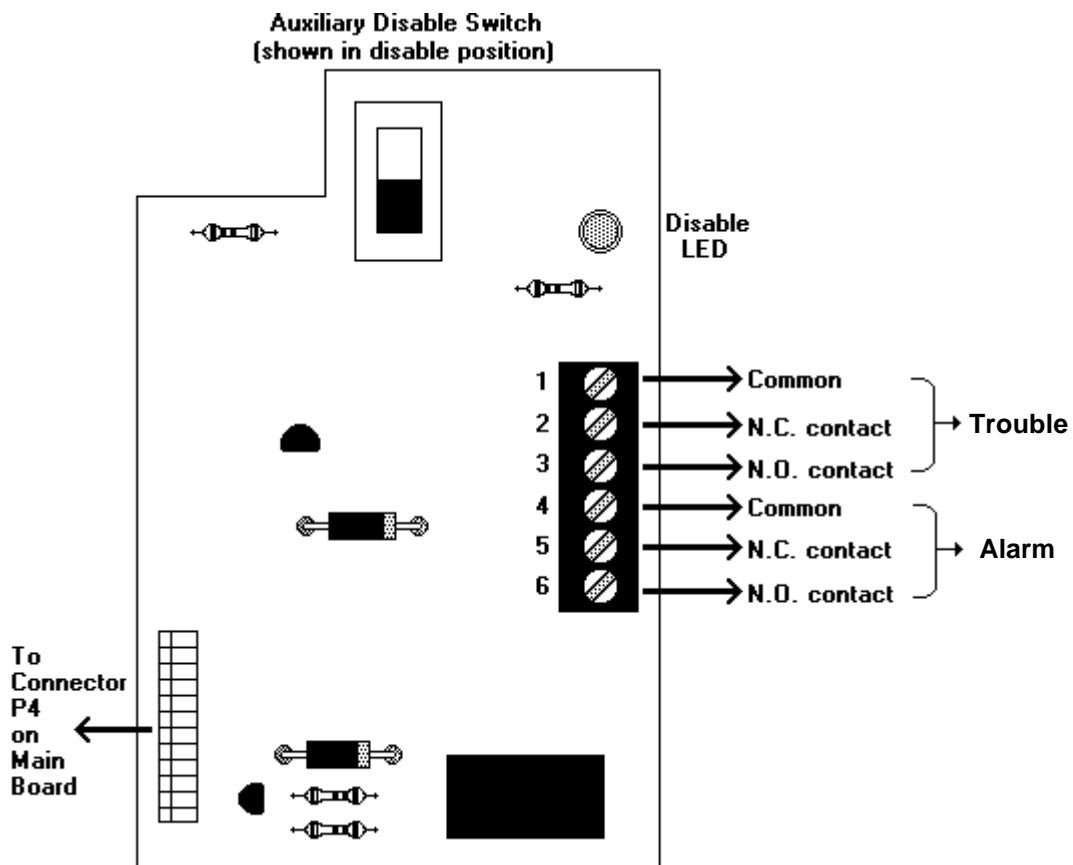 Auxiliary Disable Switch
(shown in disable position)
Disable
LED
1
Common
2
N.C. contact
3
N.O. contact
Trouble
4
Common
5
N.C. contact
6
N.O. contact
Alarm
To
Connector
P4
on
Main
Board